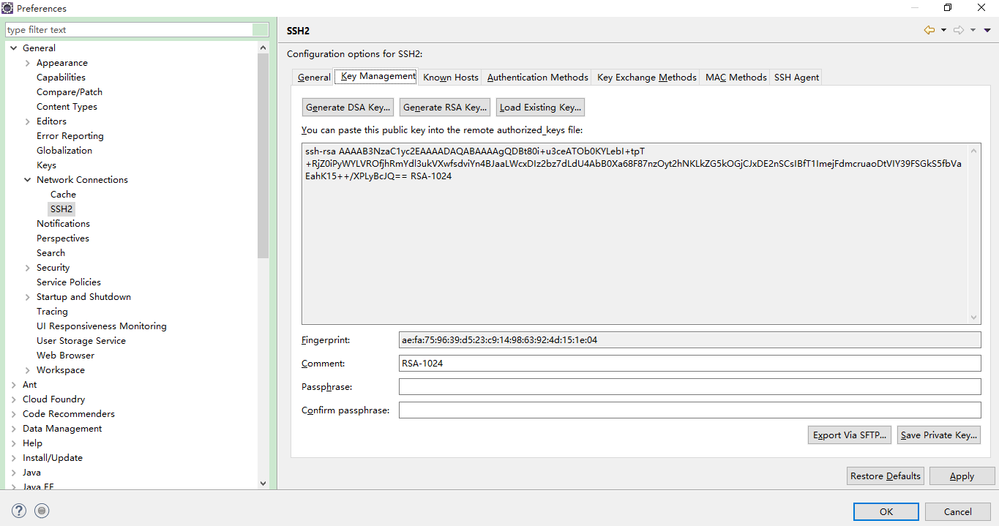 Preferences
type filter text
General
Appearance
Capabilities
Compare/Patch
Content Types
Editors
Error Reporting
Globalization
Keys
Network Connections
Cache
SSH2
Notifications
Perspectives
Search
Security
Service Policies
Startup and Shutdown
Tracing
UI Responsiveness Monitoring
User Storage Service
Web Browser
Workspace
Ant
Cloud Foundry
Code Recommenders
Data Management
Help
Install/Update
Java
Java EE
SSH2
Configuration options for SSH2:
General Key Management Known Hosts Authentication Methods Key Exchange Methods MAC Methods SSH Agent
Generate DSA Key... Generate RSA Key... Load Existing Key...
You can paste this public key into the remote authorized_keys file:
ssh-rsa AAAAB3NzaC1yc2EAAAADAQABAAAAgQDBt80i+u3ceATOb0KYLebI+tpT
+RjZ0iPyWYLVROfjhRmYdl3ukVXwfsdviYn4BJaaLWcxDIz2bz7dLdU4AbB0Xa68F87nzOyt2hNKLkZG5kOGjCJxDE2nSCsIBfT1ImejFdmcruaoDtVIY39FSGkS5fbVa
EahK15++/XPLyBcJQ== RSA-1024
Fingerprint: ae:fa:75:96:39:d5:23:c9:14:98:63:92:4d:15:1e:04
Comment: RSA-1024
Passphrase:
Confirm passphrase:
Export Via SFTP... Save Private Key...
Restore Defaults Apply
OK Cancel